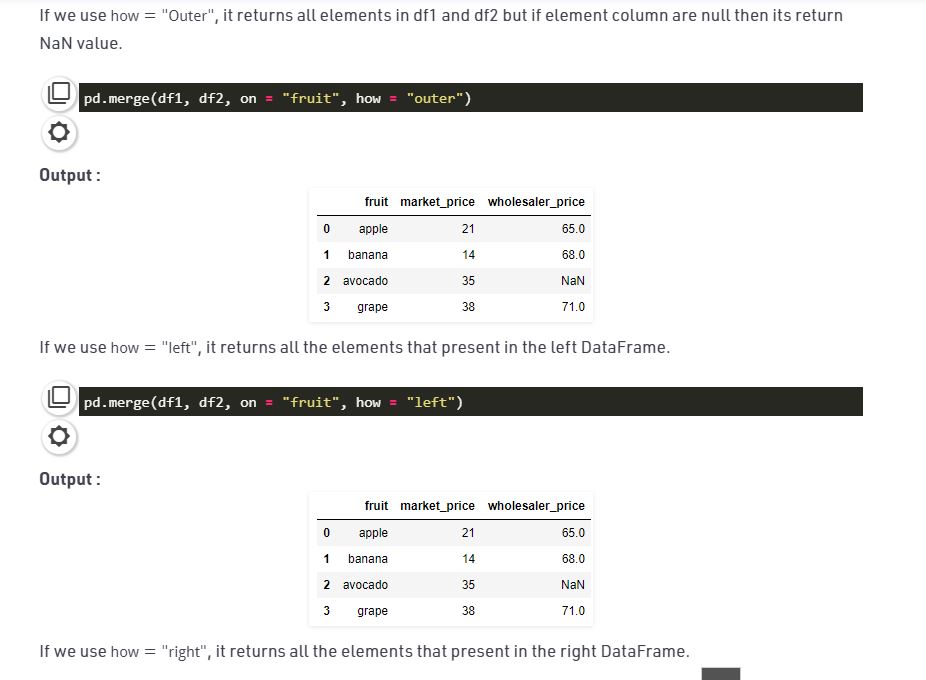 If we use how = "Outer", it returns all elements in df1 and df2 but if element column are null then its return
NaN value.
pd.merge(df1, df2, on = "fruit", how = "outer")
Output :
fruit market_price wholesaler_price
0 apple 21 65.0
1 banana 14 68.0
2 avocado 35 NaN
3 grape 38 71.0
If we use how = "left", it returns all the elements that present in the left DataFrame.
pd.merge(df1, df2, on = "fruit", how = "left")
Output :
fruit market_price wholesaler_price
0 apple 21 65.0
1 banana 14 68.0
2 avocado 35 NaN
3 grape 38 71.0
If we use how = "right", it returns all the elements that present in the right DataFrame.